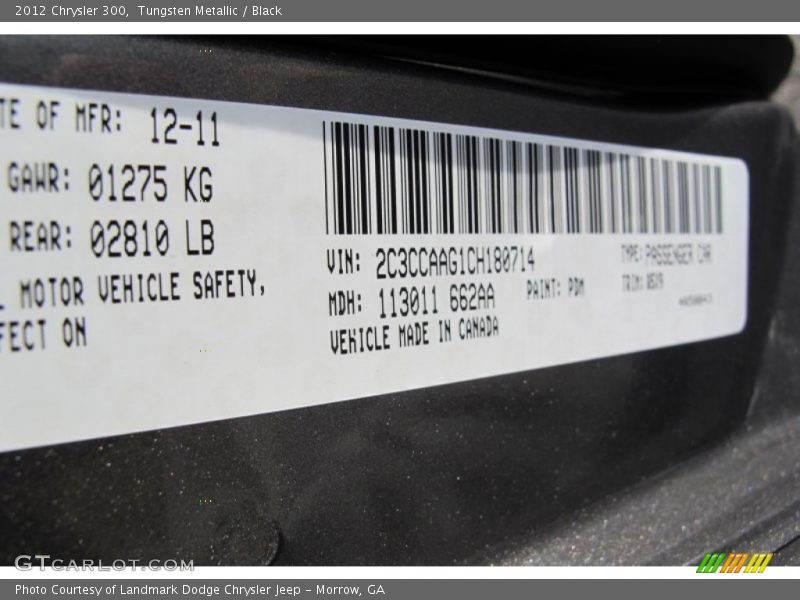 2012 Chrysler 300, Tungsten Metallic / Black
TE OF MFR: 12-11
GAWR: 01275 KG
REAR: 02810 LB
L MOTOR VEHICLE SAFETY,
FFECT ON
VIN: 2C3CCAAG1CH180714
TYPE: PASSENGER CAR
MDH: 113011 662AA
PAINT: PDM
TRIM:
VEHICLE MADE IN CANADA
GTCARLOT.COM
Photo Courtesy of Landmark Dodge Chrysler Jeep – Morrow, GA